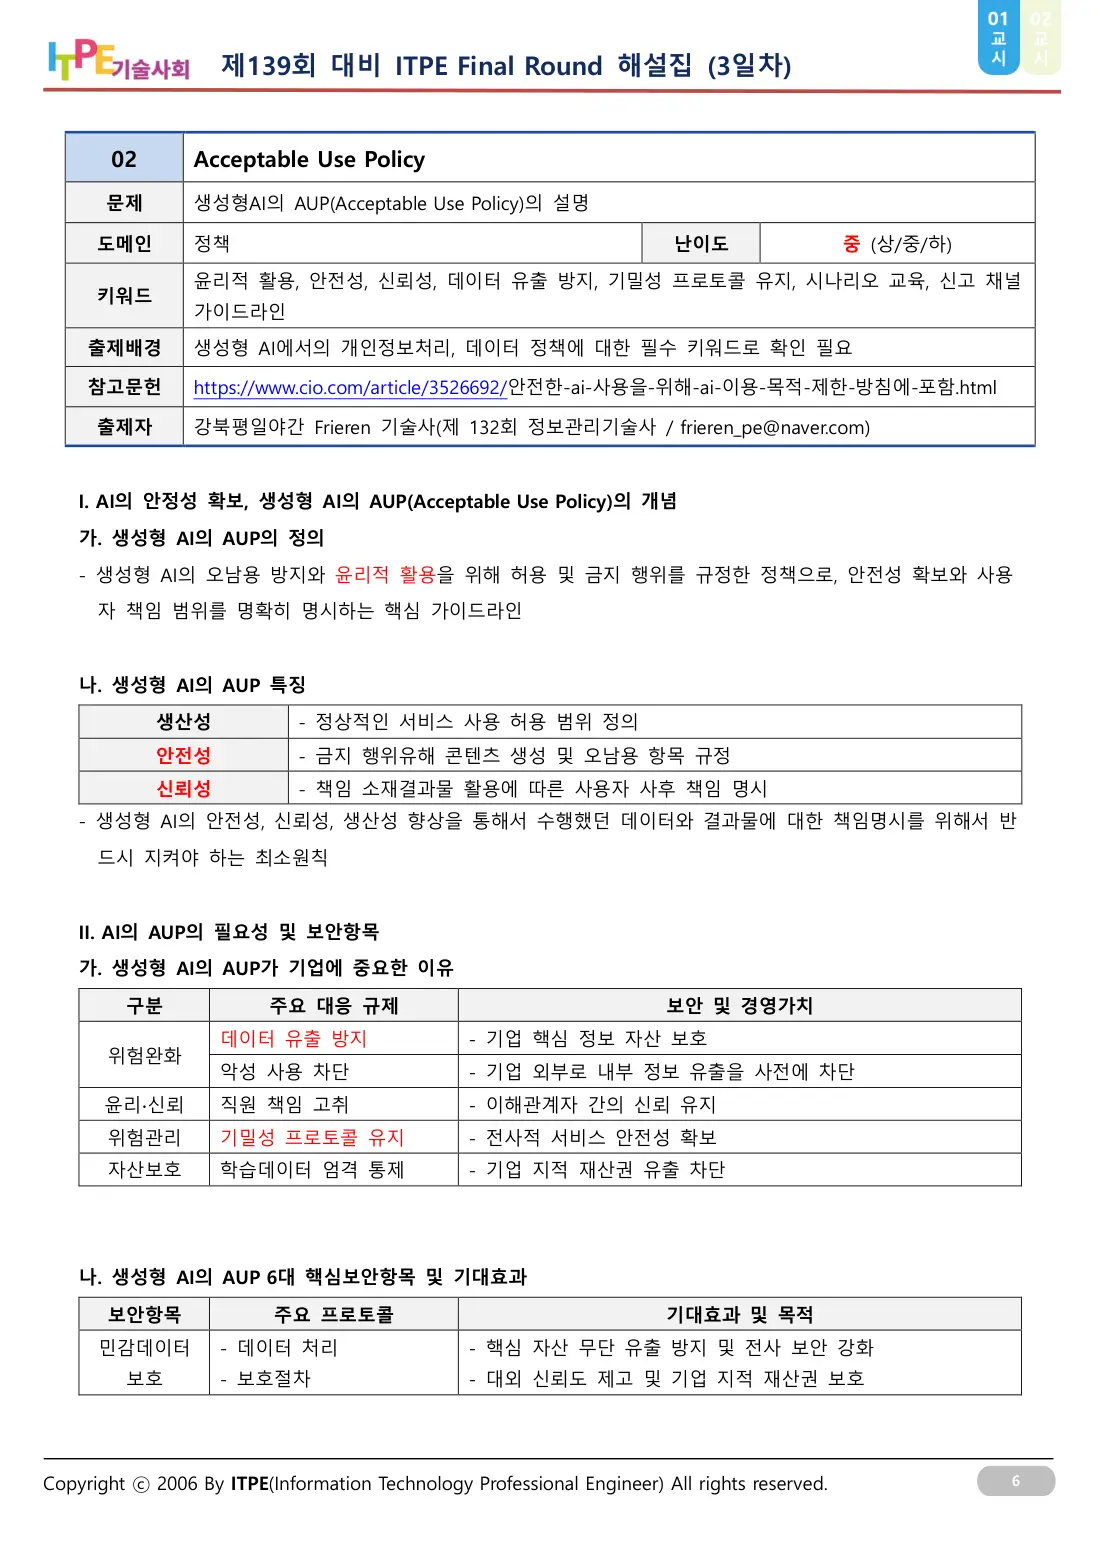 ITPE기술사회 제139회 대비 ITPE Final Round 해설집 (3일차)
01 교시
02 교시
02 Acceptable Use Policy
문제 생성형AI의 AUP(Acceptable Use Policy)의 설명
도메인 정책 난이도 중 (상/중/하)
키워드 윤리적 활용, 안전성, 신뢰성, 데이터 유출 방지, 기밀성 프로토콜 유지, 시나리오 교육, 신고 채널
가이드라인
출제배경 생성형 AI에서의 개인정보처리, 데이터 정책에 대한 필수 키워드로 확인 필요
참고문헌 https://www.cio.com/article/3526692/안전한-ai-사용을-위해-ai-이용-목적-제한-방침에-포함.html
출제자 강북평일야간 Frieren 기술사(제 132회 정보관리기술사 / frieren_pe@naver.com)
I. AI의 안정성 확보, 생성형 AI의 AUP(Acceptable Use Policy)의 개념
가. 생성형 AI의 AUP의 정의
- 생성형 AI의 오남용 방지와 윤리적 활용을 위해 허용 및 금지 행위를 규정한 정책으로, 안전성 확보와 사용
자 책임 범위를 명확히 명시하는 핵심 가이드라인
나. 생성형 AI의 AUP 특징
생산성 - 정상적인 서비스 사용 허용 범위 정의
안전성 - 금지 행위유해 콘텐츠 생성 및 오남용 항목 규정
신뢰성 - 책임 소재결과물 활용에 따른 사용자 사후 책임 명시
- 생성형 AI의 안전성, 신뢰성, 생산성 향상을 통해서 수행했던 데이터와 결과물에 대한 책임명시를 위해서 반
드시 지켜야 하는 최소원칙
II. AI의 AUP의 필요성 및 보안항목
가. 생성형 AI의 AUP가 기업에 중요한 이유
구분 주요 대응 규제 보안 및 경영가치
위험완화 데이터 유출 방지 - 기업 핵심 정보 자산 보호
악성 사용 차단 - 기업 외부로 내부 정보 유출을 사전에 차단
윤리·신뢰 직원 책임 고취 - 이해관계자 간의 신뢰 유지
위험관리 기밀성 프로토콜 유지 - 전사적 서비스 안전성 확보
자산보호 학습데이터 엄격 통제 - 기업 지적 재산권 유출 차단
나. 생성형 AI의 AUP 6대 핵심보안항목 및 기대효과
보안항목 주요 프로토콜 기대효과 및 목적
민감데이터 - 데이터 처리 - 핵심 자산 무단 유출 방지 및 전사 보안 강화
보호 - 보호절차 - 대외 신뢰도 제고 및 기업 지적 재산권 보호
Copyright ⓒ 2006 By ITPE(Information Technology Professional Engineer) All rights reserved.
6